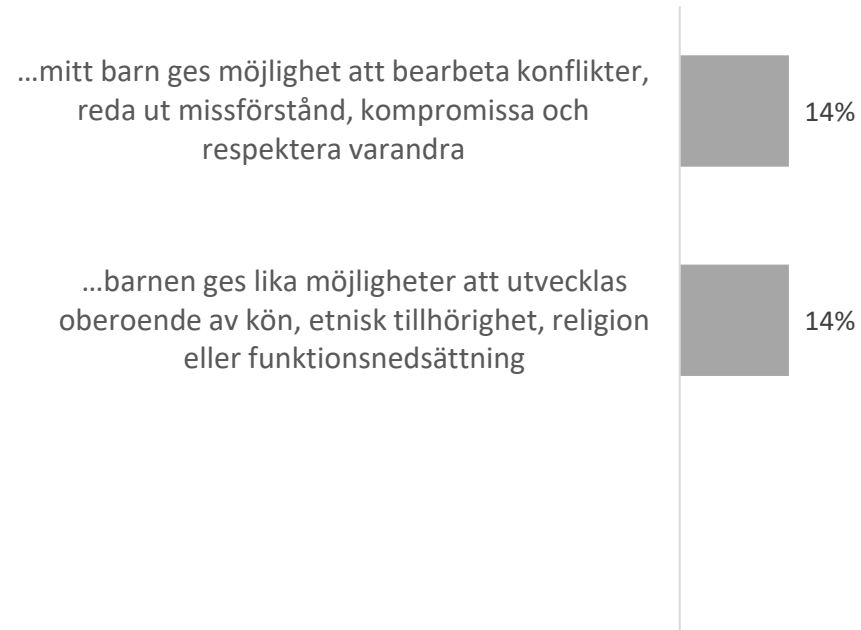 …mitt barn ges möjlighet att bearbeta konflikter,
reda ut missförstånd, kompromissa och
respektera varandra
14%
…barnen ges lika möjligheter att utvecklas
oberoende av kön, etnisk tillhörighet, religion
eller funktionsnedsättning
14%